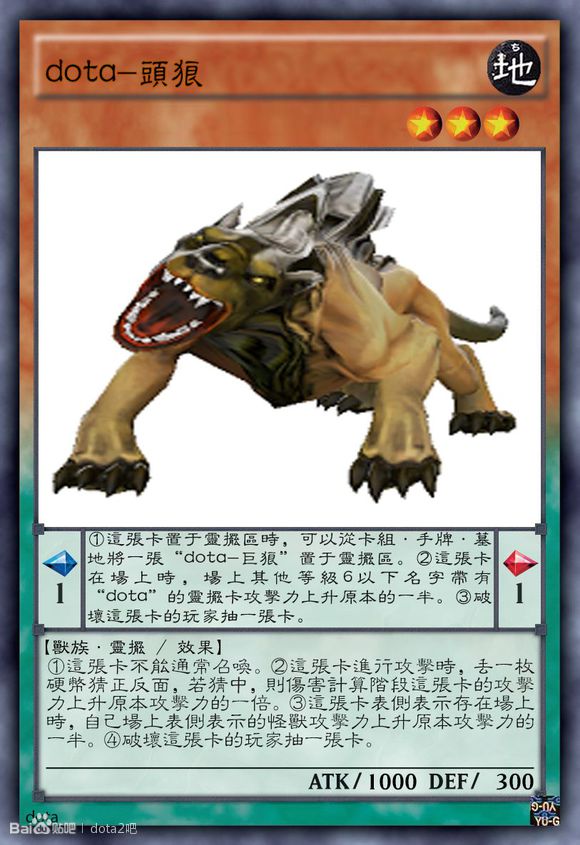 dota-頭狼
ち
地
①這張卡置于靈擺區時，可以從卡組·手牌·墓
地將一張“dota-巨狼”置于靈擺區。②這張卡
在場上時，場上其他等級6以下名字帶有
“dota”的靈擺卡攻擊力上升原本的一半。③破
壞這張卡的玩家抽一張卡。
1
1
【獸族·靈擺 / 效果】
①這張卡不能通常召喚。②這張卡進行攻擊時，丟一枚
硬幣猜正反面，若猜中，則傷害計算階段這張卡的攻擊
力上升原本攻擊力的一倍。③這張卡表側表示存在場上
時，自己場上表側表示的怪獸攻擊力上升原本攻擊力的
一半。④破壞這張卡的玩家抽一張卡。
ATK/1000 DEF/ 300
dota
Bai 贴吧 | dota2吧
YU-G
YU-G